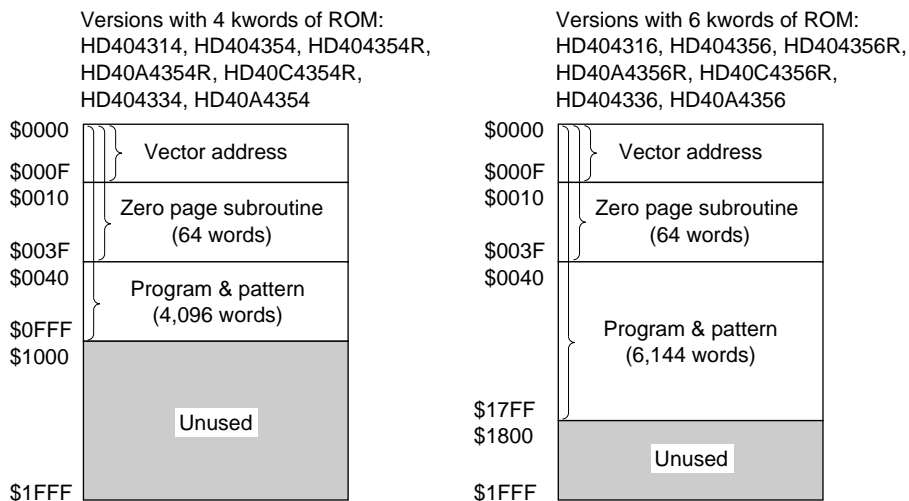 Versions with 4 kwords of ROM:
HD404314, HD404354, HD404354R,
HD40A4354R, HD40C4354R,
HD404334, HD40A4354
$0000
Vector address
$000F
$0010
Zero page subroutine
(64 words)
$003F
$0040
Program & pattern
(4,096 words)
$0FFF
$1000
Unused
$1FFF
Versions with 6 kwords of ROM:
HD404316, HD404356, HD404356R,
HD40A4356R, HD40C4356R,
HD404336, HD40A4356
$0000
Vector address
$000F
$0010
Zero page subroutine
(64 words)
$003F
$0040
Program & pattern
(6,144 words)
$17FF
$1800
Unused
$1FFF